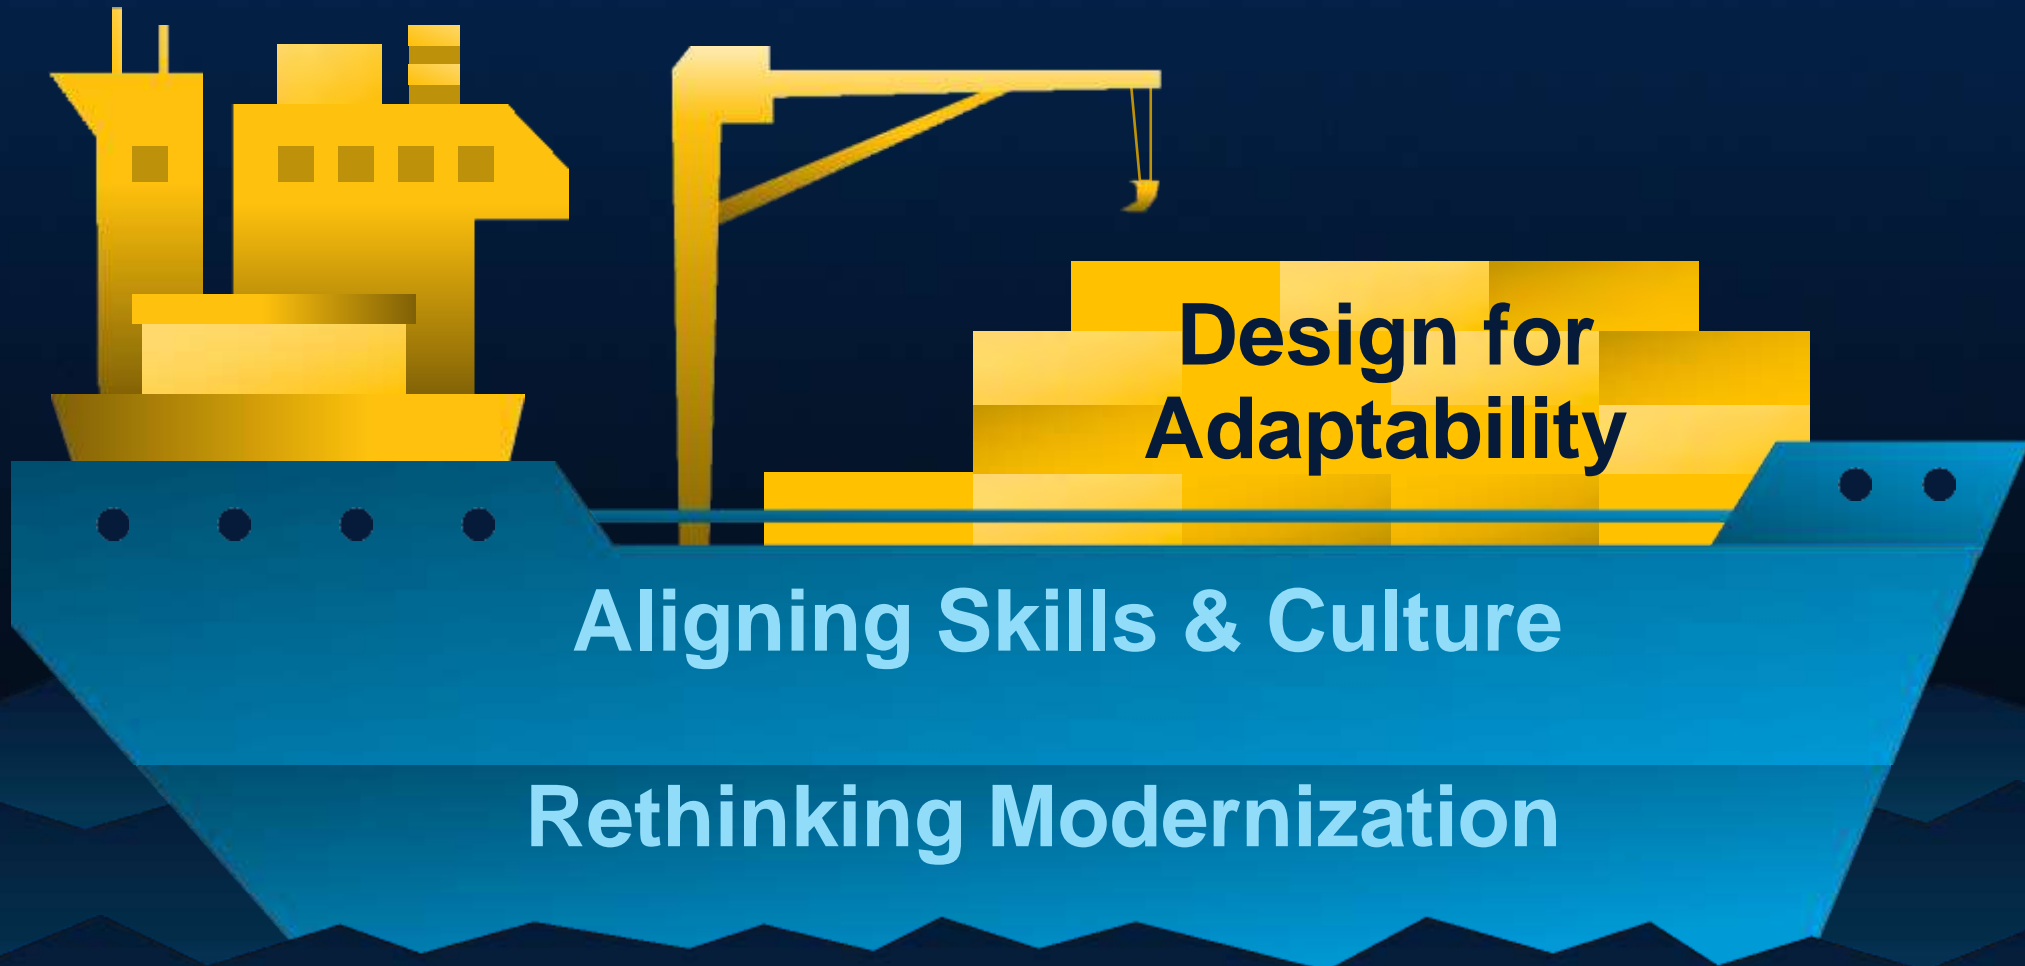 Design for
Adaptability
Aligning Skills & Culture
Rethinking Modernization